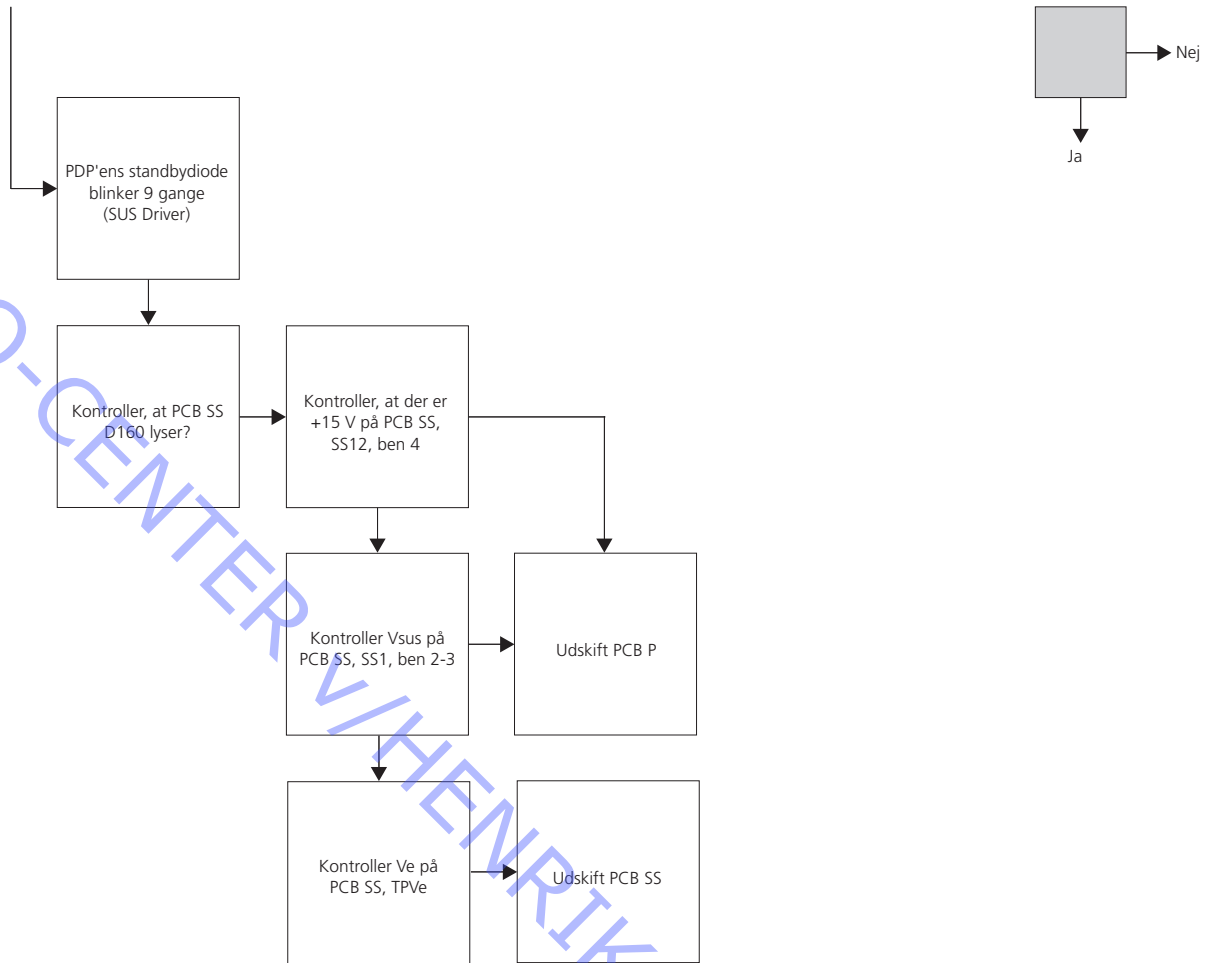 Nej
Ja
PDP'ens standbydiode
blinker 9 gange
(SUS Driver)
Kontroller, at PCB SS
D160 lyser?
Kontroller, at der er
+15 V på PCB SS,
SS12, ben 4
Kontroller Vsus på
PCB SS, SS1, ben 2-3
Udskift PCB P
Kontroller Ve på
PCB SS, TPVe
Udskift PCB SS
O-CENTER V/HENRIK